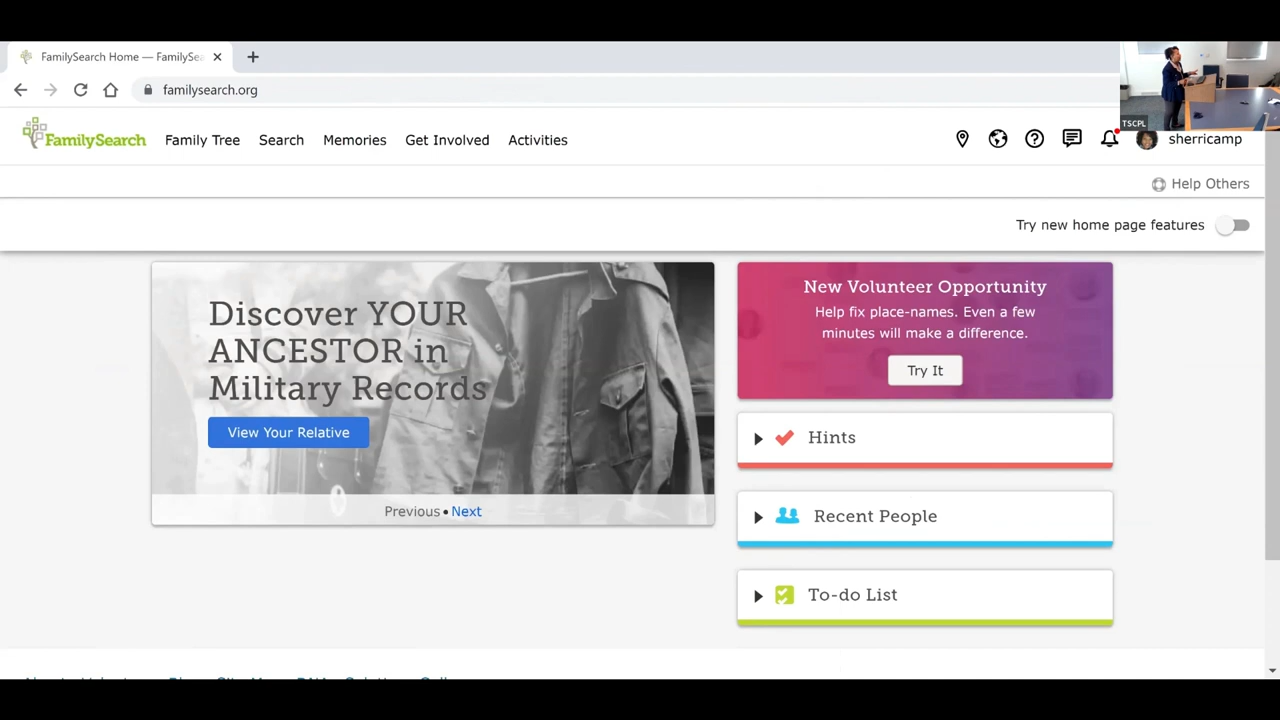 FamilySearch Home — FamilySea
familysearch.org
TSCPL
FamilySearch Family Tree Search Memories Get Involved Activities sherricamp
Help Others
Try new home page features
Discover YOUR
ANCESTOR in
Military Records
View Your Relative
Previous • Next
New Volunteer Opportunity
Help fix place-names. Even a few
minutes will make a difference.
Try It
Hints
Recent People
To-do List